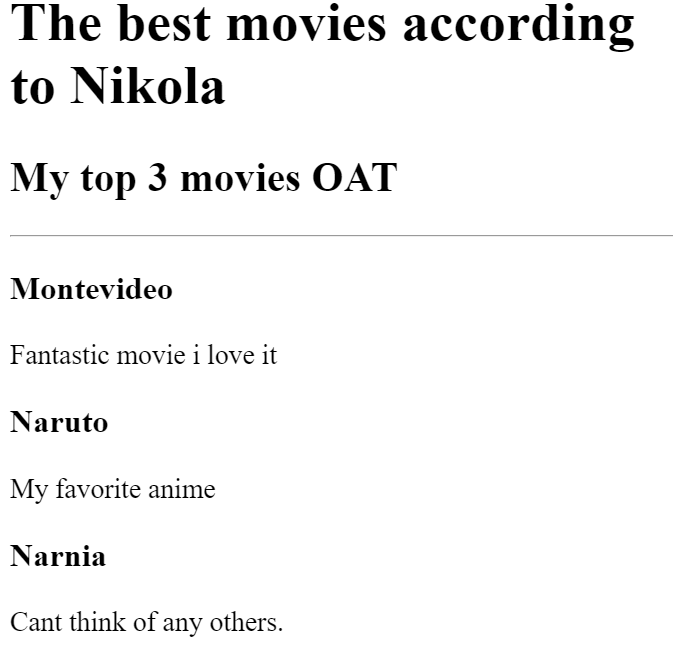 The best movies according
to Nikola
My top 3 movies OAT
Montevideo
Fantastic movie i love it
Naruto
My favorite anime
Narnia
Cant think of any others.